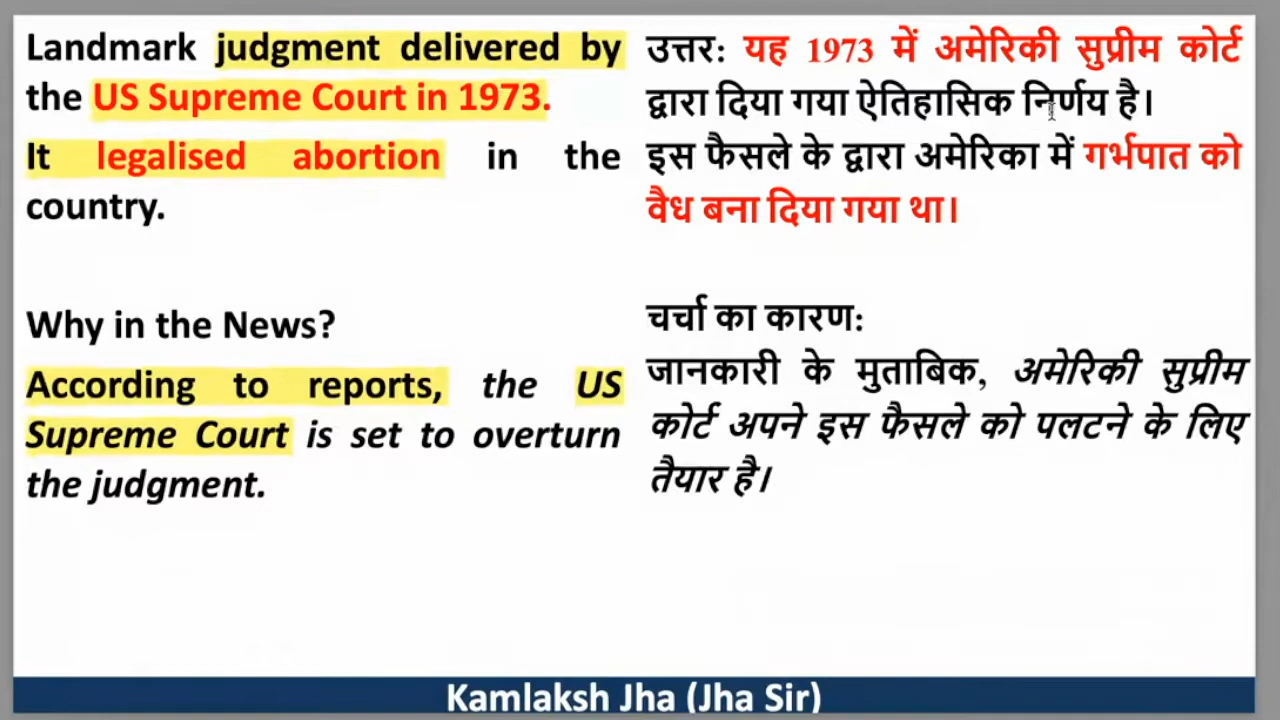 Landmark judgment delivered by
the US Supreme Court in 1973.
It legalised abortion in the
country.
Why in the News?
According to reports, the US
Supreme Court is set to overturn
the judgment.
उत्तर: यह 1973 में अमेरिकी सुप्रीम कोर्ट
द्वारा दिया गया ऐतिहासिक निर्णय है।
इस फैसले के द्वारा अमेरिका में गर्भपात को
वैध बना दिया गया था।
चर्चा का कारण:
जानकारी के मुताबिक, अमेरिकी सुप्रीम
कोर्ट अपने इस फैसले को पलटने के लिए
तैयार है।
Kamlaksh Jha (Jha Sir)